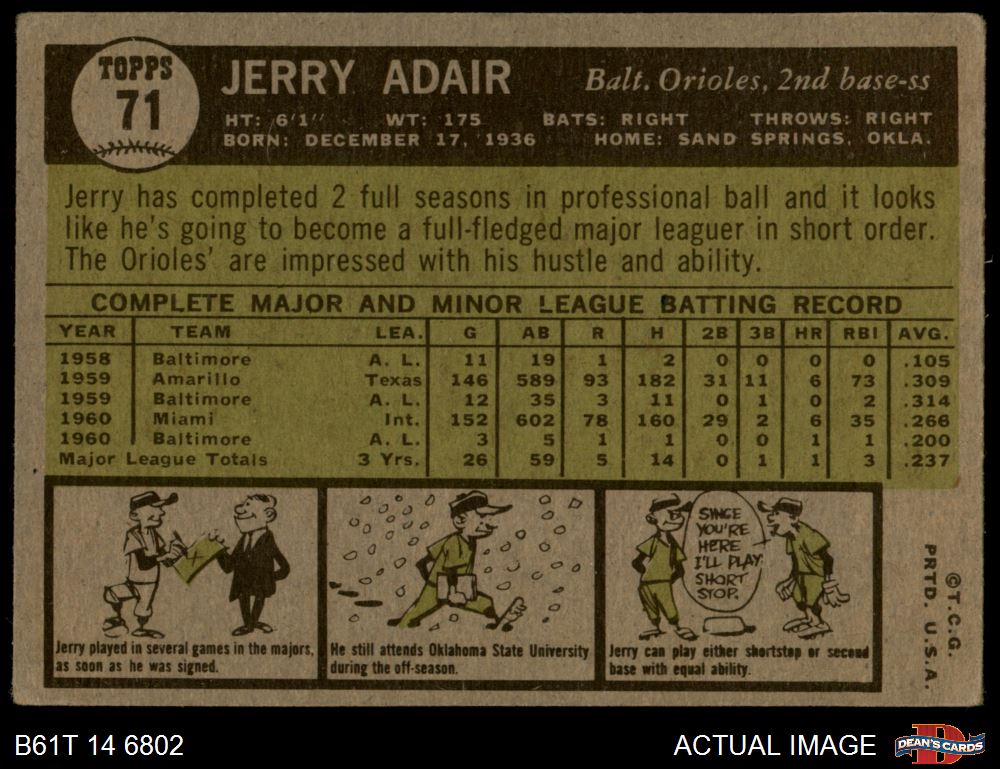 TOPPS
71
JERRY ADAIR
Balt. Orioles, 2nd base-ss
HT: 6'1" WT: 175 BATS: RIGHT THROWS: RIGHT
BORN: DECEMBER 17, 1936 HOME: SAND SPRINGS, OKLA.
Jerry has completed 2 full seasons in professional ball and it looks
like he's going to become a full-fledged major leaguer in short order.
The Orioles' are impressed with his hustle and ability.
COMPLETE MAJOR AND MINOR LEAGUE BATTING RECORD
YEAR TEAM LEA. G AB R H 2B 3B HR RBI AVG.
1958 Baltimore A. L. 11 19 1 2 0 0 0 0 .105
1959 Amarillo Texas 146 589 93 182 31 11 6 73 .309
1959 Baltimore A. L. 12 35 3 11 0 1 0 2 .314
1960 Miami Int. 152 602 78 160 29 2 6 35 .266
1960 Baltimore A. L. 3 5 1 1 0 0 1 1 .200
Major League Totals 3 Yrs. 26 59 5 14 0 1 1 3 .237
Jerry played in several games in the majors,
as soon as he was signed.
He still attends Oklahoma State University
during the off-season.
SINCE
YOU'RE
HERE
I'LL PLAY
SHORT
STOP.
Jerry can play either shortstop or second
base with equal ability.
©T.C.G.
PRTD. U.S.A.
B61T 14 6802
ACTUAL IMAGE
D
DEAN'S CARDS